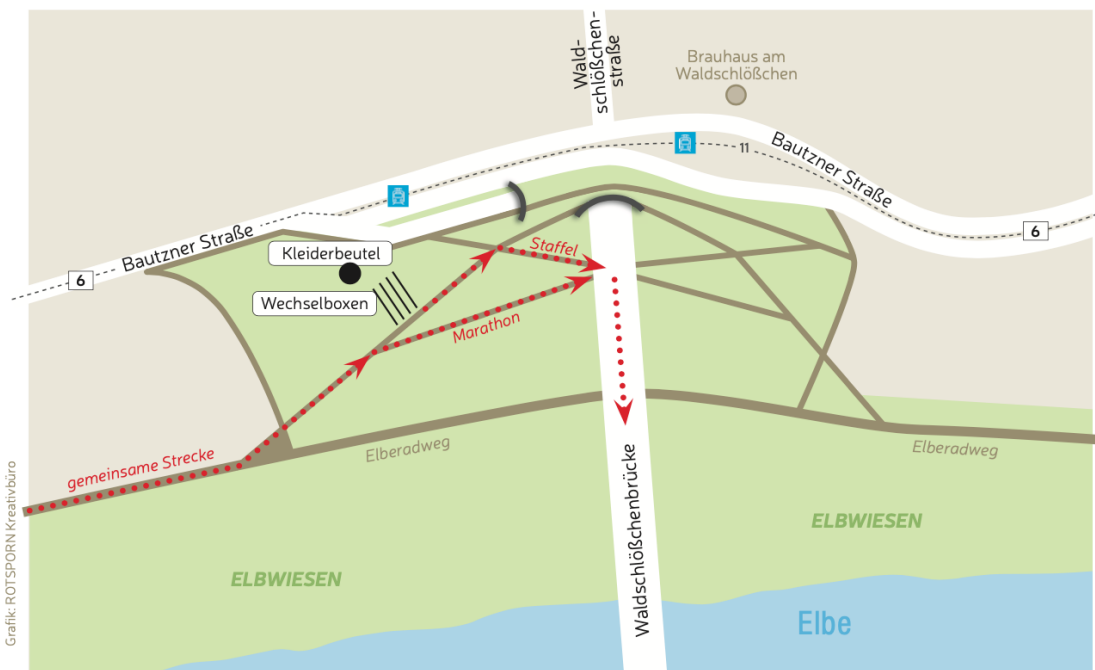 Wald-
schlößchen-
straße
Brauhaus am
Waldschlößchen
11
Bautzner Straße
6
Bautzner Straße
6
Kleiderbeutel
Wechselboxen
Staffel
Marathon
gemeinsame Strecke
Elberadweg
Elberadweg
Waldschlößchenbrücke
ELBWIESEN
ELBWIESEN
Elbe
Grafik: ROTSPORN Kreativbüro